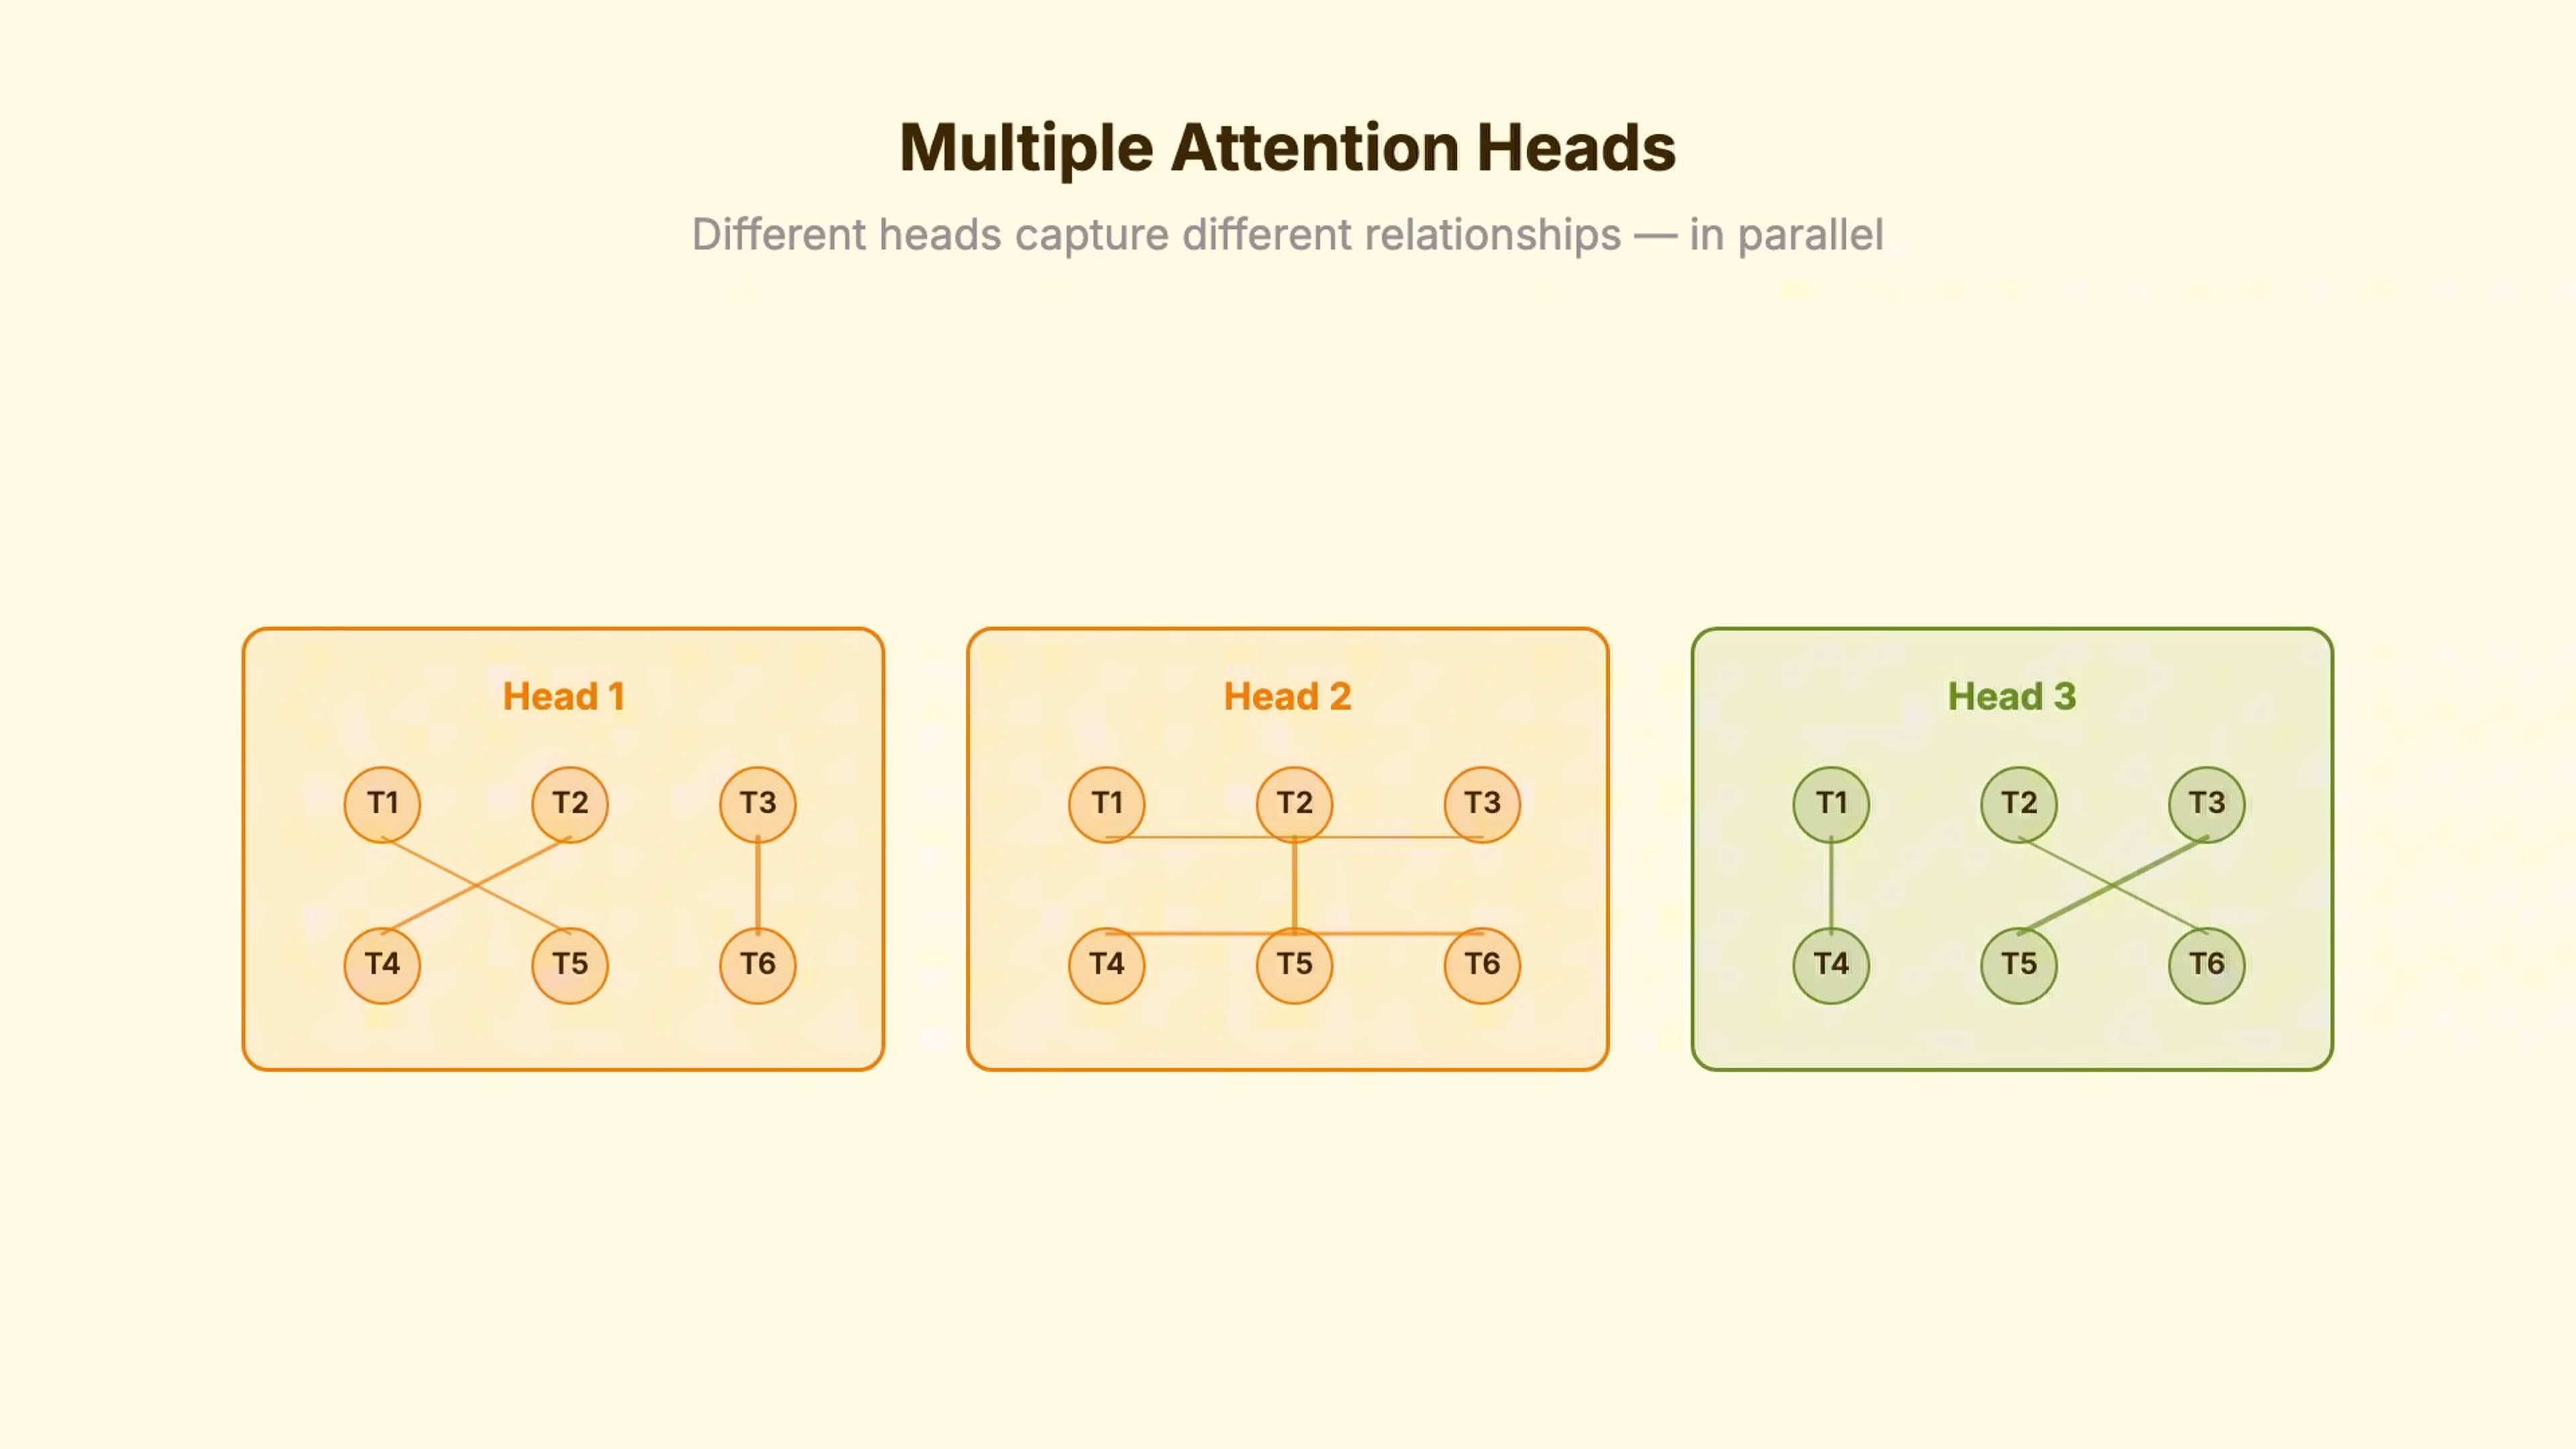 Multiple Attention Heads
Different heads capture different relationships — in parallel
Head 1
T1 T2 T3
T4 T5 T6
Head 2
T1 T2 T3
T4 T5 T6
Head 3
T1 T2 T3
T4 T5 T6